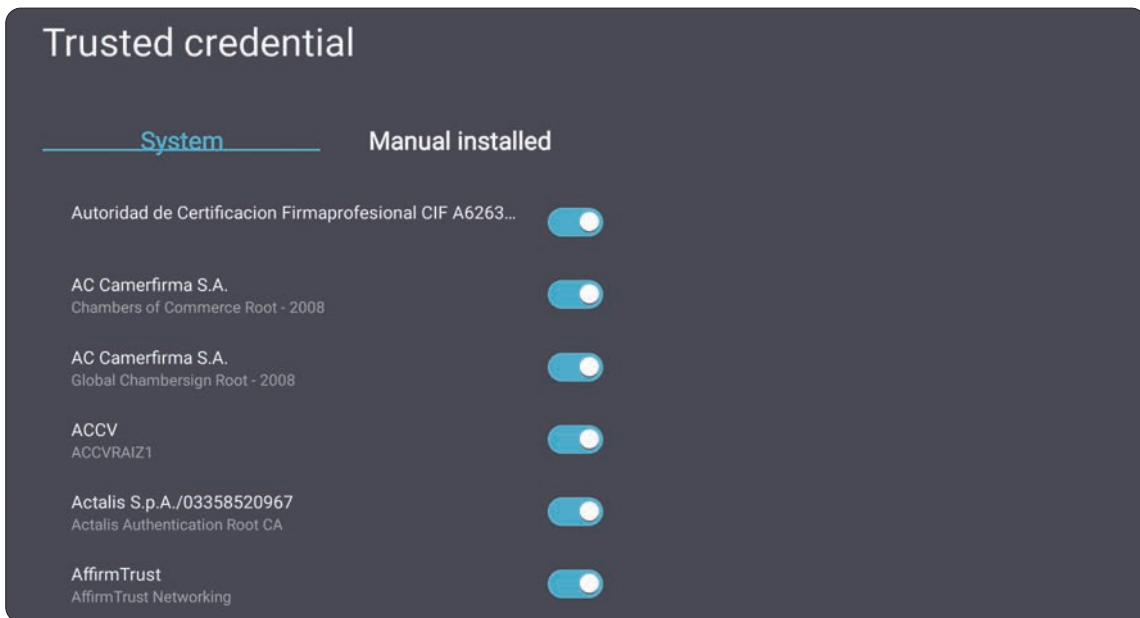 Trusted credential
System
Manual installed
Autoridad de Certificacion Firmaprofesional CIF A6263...
AC Camerfirma S.A.
Chambers of Commerce Root - 2008
AC Camerfirma S.A.
Global Chambersign Root - 2008
ACCV
ACCVRAIZ1
Actalis S.p.A./03358520967
Actalis Authentication Root CA
AffirmTrust
AffirmTrust Networking